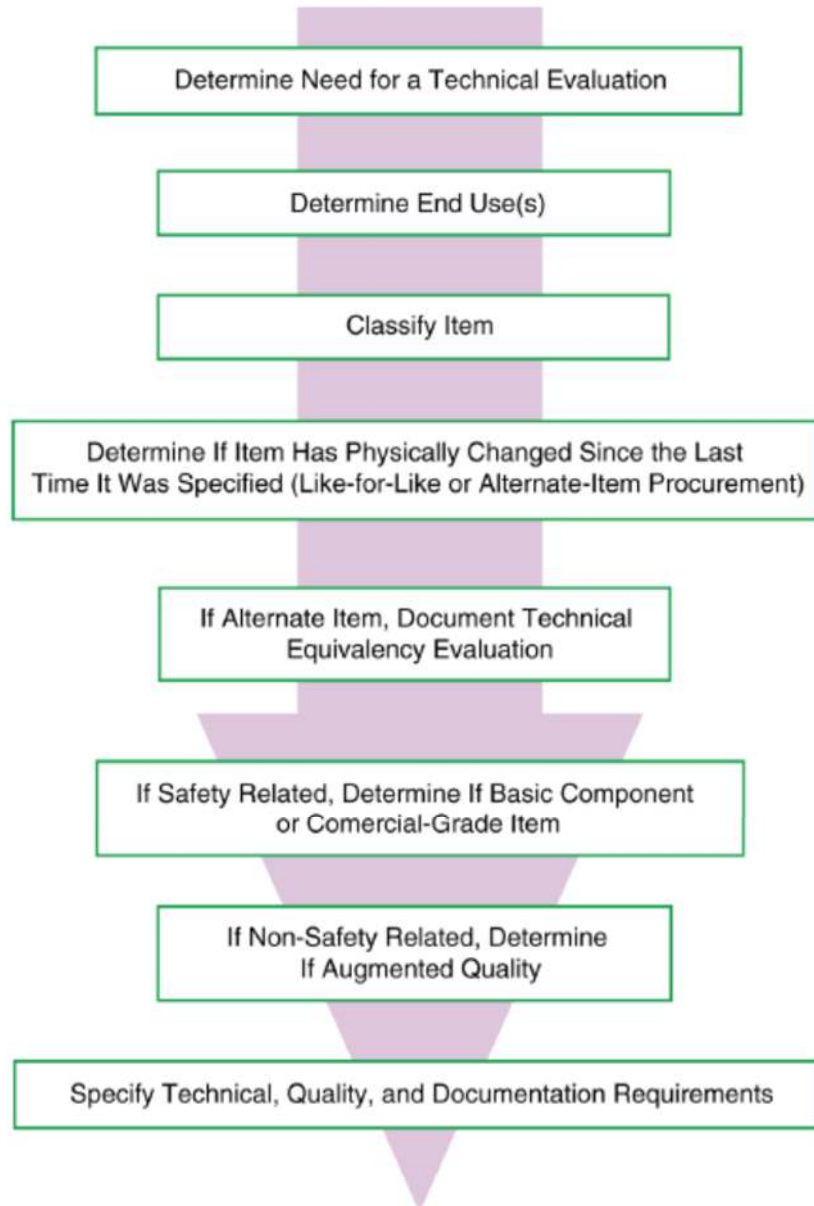 Determine Need for a Technical Evaluation
Determine End Use(s)
Classify Item
Determine If Item Has Physically Changed Since the Last
Time It Was Specified (Like-for-Like or Alternate-Item Procurement)
If Alternate Item, Document Technical
Equivalency Evaluation
If Safety Related, Determine If Basic Component
or Comercial-Grade Item
If Non-Safety Related, Determine
If Augmented Quality
Specify Technical, Quality, and Documentation Requirements